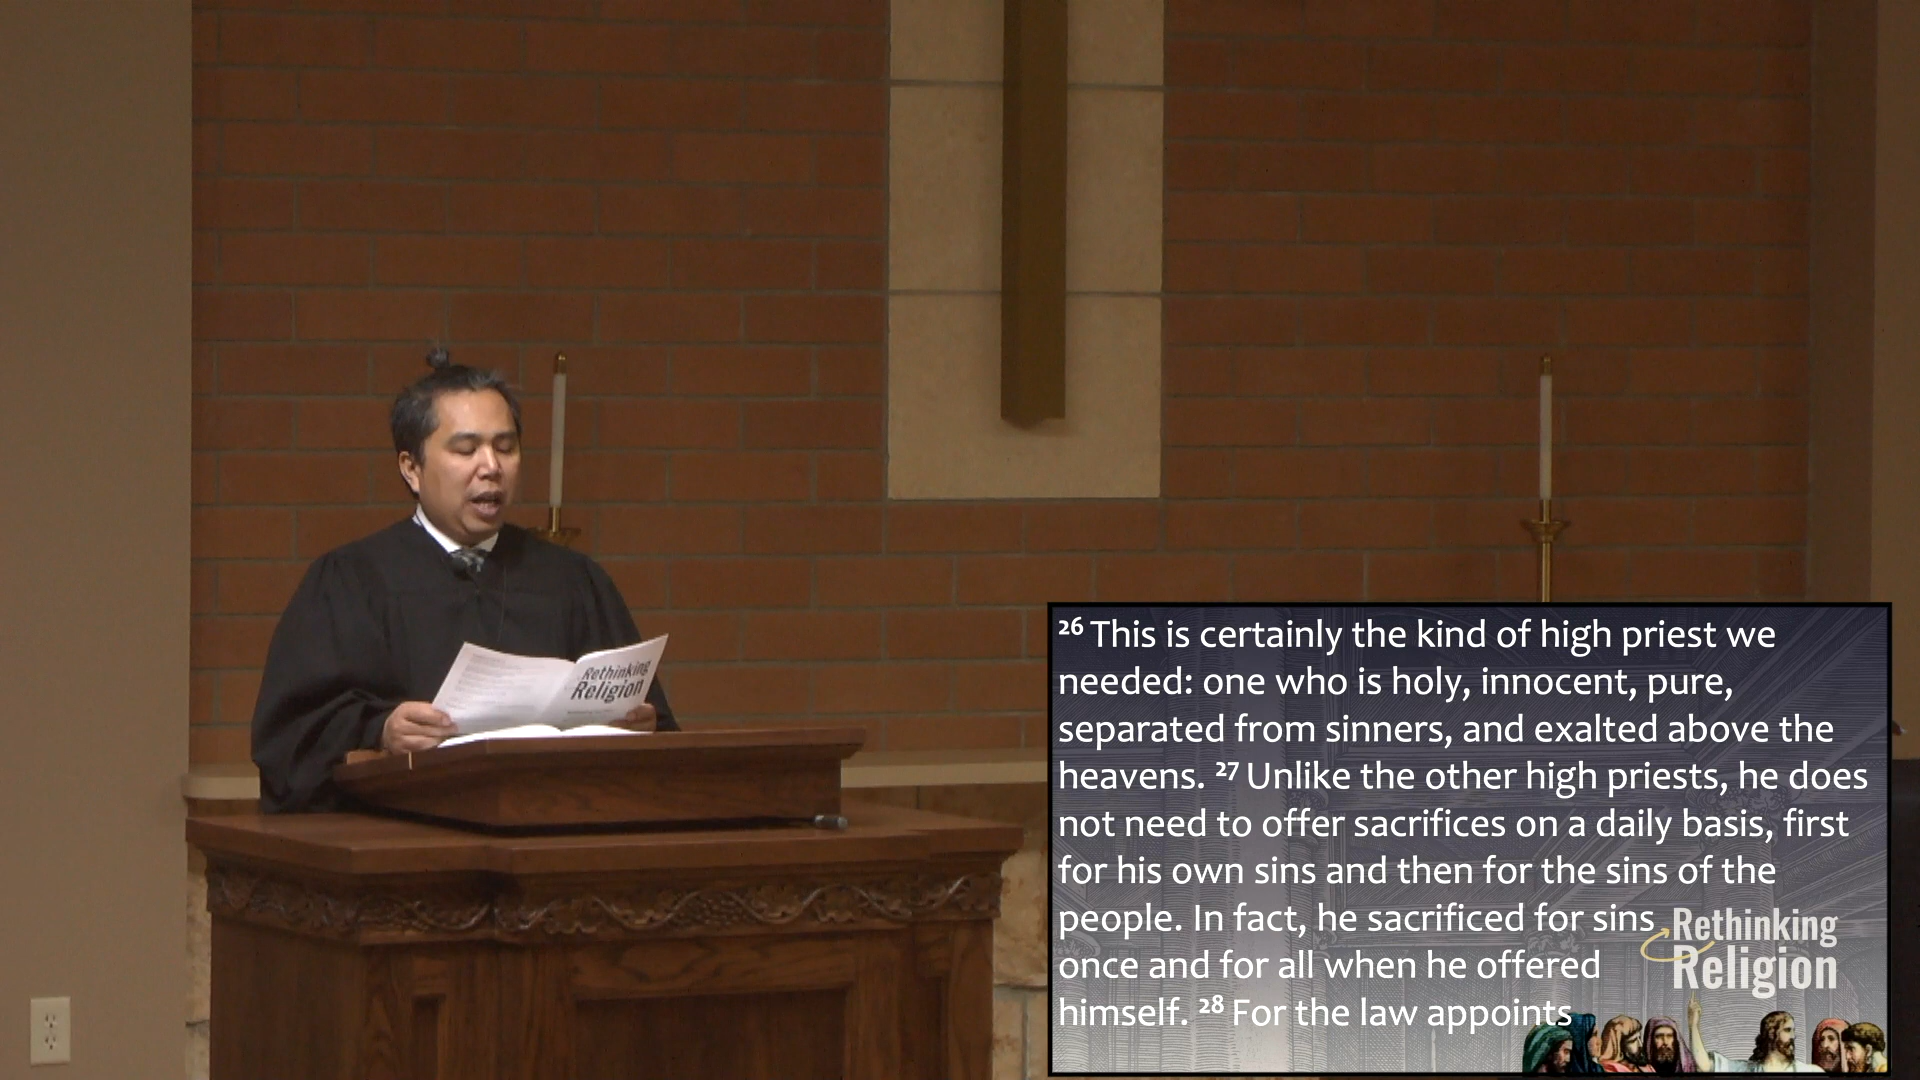 Rethinking
Religion
²⁶ This is certainly the kind of high priest we
needed: one who is holy, innocent, pure,
separated from sinners, and exalted above the
heavens. ²⁷ Unlike the other high priests, he does
not need to offer sacrifices on a daily basis, first
for his own sins and then for the sins of the
people. In fact, he sacrificed for sins
once and for all when he offered
himself. ²⁸ For the law appoints
Rethinking
Religion